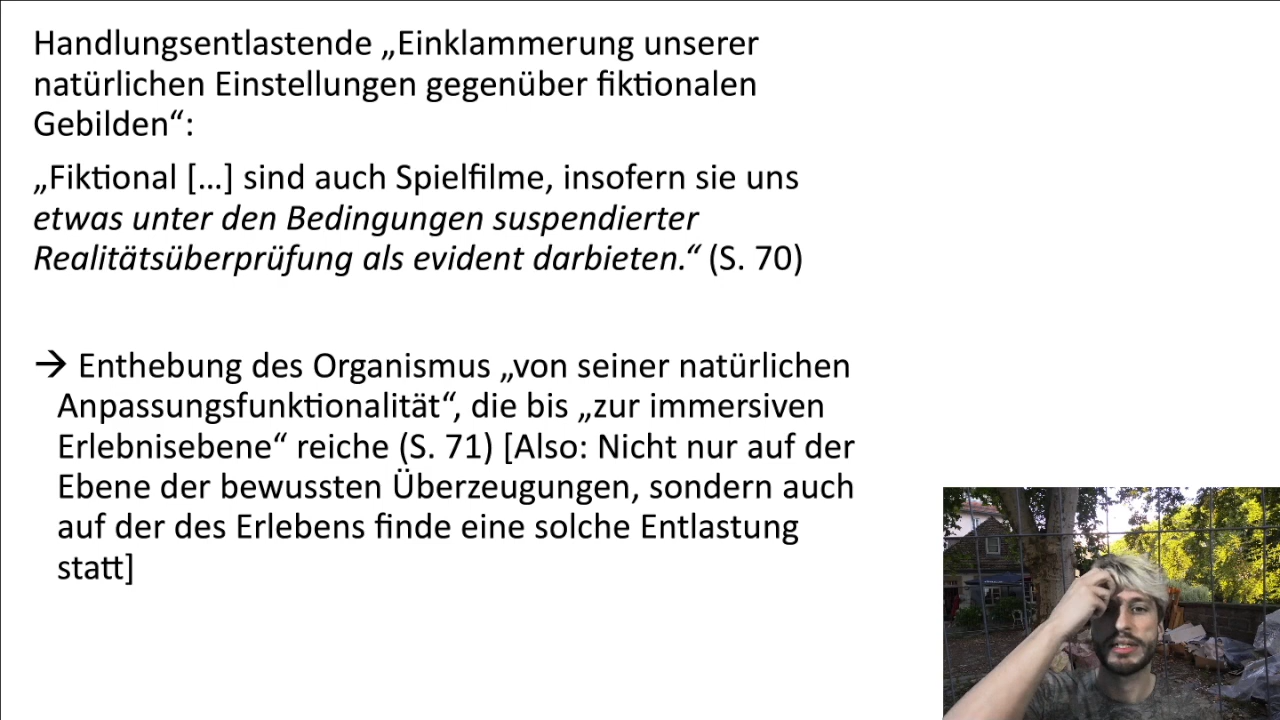 Handlungsentlastende „Einklammerung unserer
natürlichen Einstellungen gegenüber fiktionalen
Gebilden“:
„Fiktional […] sind auch Spielfilme, insofern sie uns
etwas unter den Bedingungen suspendierter
Realitätsüberprüfung als evident darbieten.“ (S. 70)
→ Enthebung des Organismus „von seiner natürlichen
Anpassungsfunktionalität“, die bis „zur immersiven
Erlebnisebene“ reiche (S. 71) [Also: Nicht nur auf der
Ebene der bewussten Überzeugungen, sondern auch
auf der des Erlebens finde eine solche Entlastung
statt]